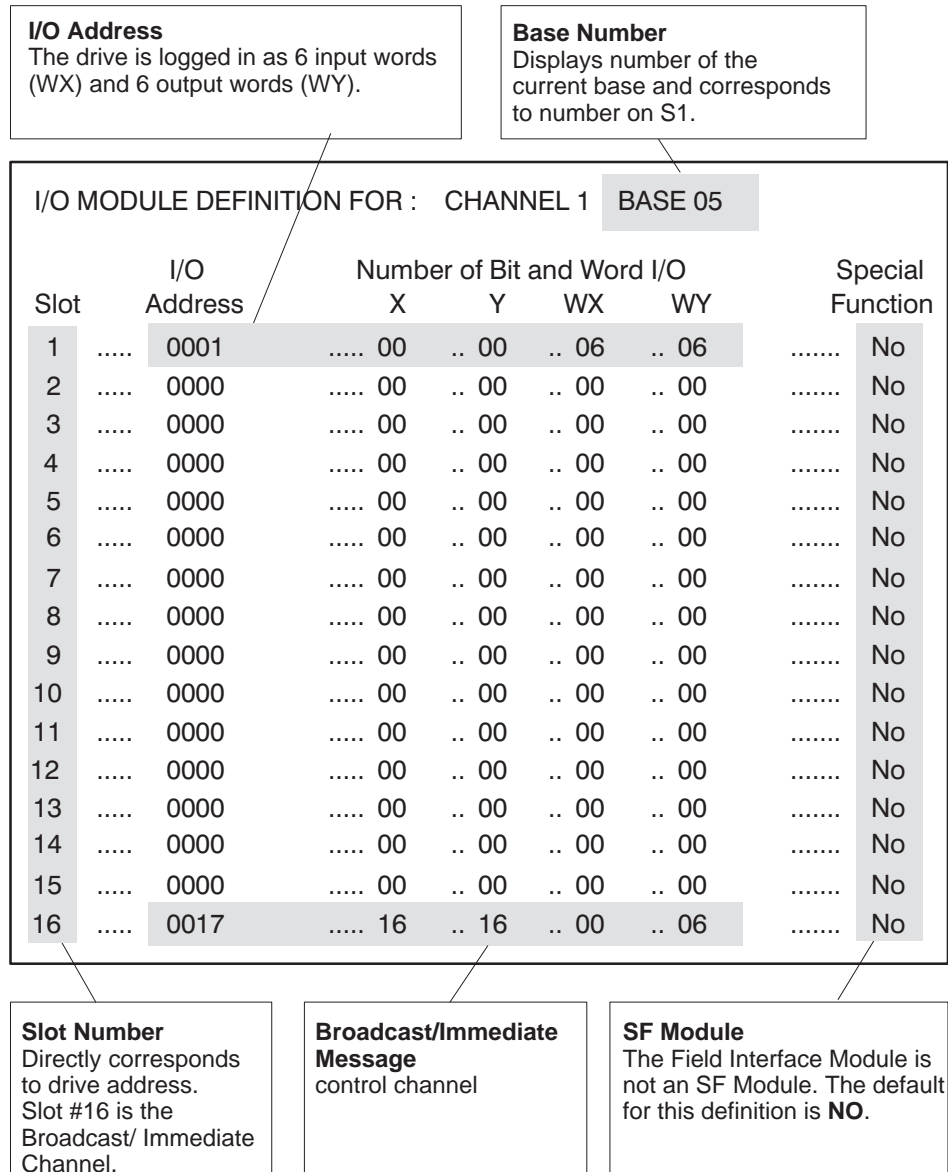 I/O Address
The drive is logged in as 6 input words
(WX) and 6 output words (WY).
Base Number
Displays number of the
current base and corresponds
to number on S1.
I/O MODULE DEFINITION FOR : CHANNEL 1 BASE 05
I/O Number of Bit and Word I/O Special
Slot Address X Y WX WY Function
1 ..... 0001 ..... 00 .. 00 .. 06 .. 06 ....... No
2 ..... 0000 ..... 00 .. 00 .. 00 .. 00 ....... No
3 ..... 0000 ..... 00 .. 00 .. 00 .. 00 ....... No
4 ..... 0000 ..... 00 .. 00 .. 00 .. 00 ....... No
5 ..... 0000 ..... 00 .. 00 .. 00 .. 00 ....... No
6 ..... 0000 ..... 00 .. 00 .. 00 .. 00 ....... No
7 ..... 0000 ..... 00 .. 00 .. 00 .. 00 ....... No
8 ..... 0000 ..... 00 .. 00 .. 00 .. 00 ....... No
9 ..... 0000 ..... 00 .. 00 .. 00 .. 00 ....... No
10 ..... 0000 ..... 00 .. 00 .. 00 .. 00 ....... No
11 ..... 0000 ..... 00 .. 00 .. 00 .. 00 ....... No
12 ..... 0000 ..... 00 .. 00 .. 00 .. 00 ....... No
13 ..... 0000 ..... 00 .. 00 .. 00 .. 00 ....... No
14 ..... 0000 ..... 00 .. 00 .. 00 .. 00 ....... No
15 ..... 0000 ..... 00 .. 00 .. 00 .. 00 ....... No
16 ..... 0017 ..... 16 .. 16 .. 00 .. 06 ....... No
Slot Number
Directly corresponds
to drive address.
Slot #16 is the
Broadcast/ Immediate
Channel.
Broadcast/Immediate
Message
control channel
SF Module
The Field Interface Module is
not an SF Module. The default
for this definition is NO.